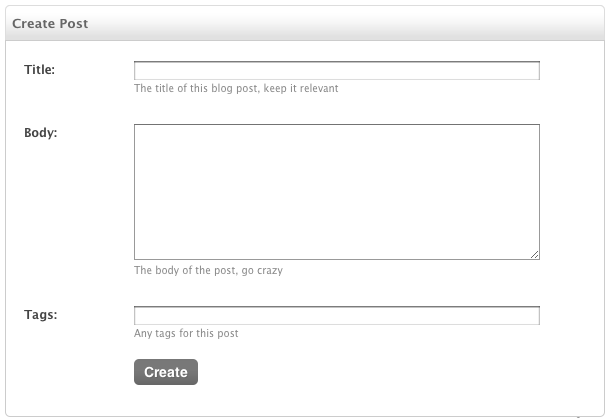 Create Post
Title:
The title of this blog post, keep it relevant
Body:
The body of the post, go crazy
Tags:
Any tags for this post
Create